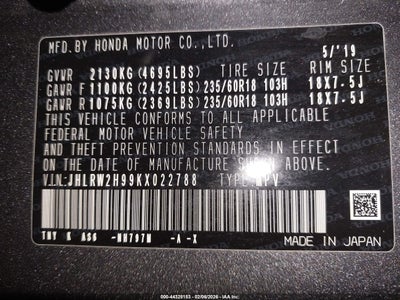 MFD.BY HONDA MOTOR CO.,LTD. 5/'19
GVWR 2130KG(4695LBS) TIRE SIZE RIM SIZE
GAWR F 1100KG(2425LBS) 235/60R18 103H 18X7.5J
GAWR R 1075KG(2369LBS) 235/60R18 103H 18X7.5J
THIS VEHICLE CONFORMS TO ALL APPLICABLE
FEDERAL MOTOR VEHICLE SAFETY
AND THEFT PREVENTION STANDARDS IN EFFECT
ON THE DATE OF MANUFACTURE SHOWN ABOVE.
V.I.N:JHLRW2H99KX022788 TYPE:MPV
-NH797M -A -X
MADE IN JAPAN
000-44329153 - 02/04/2026 - IAA Inc.